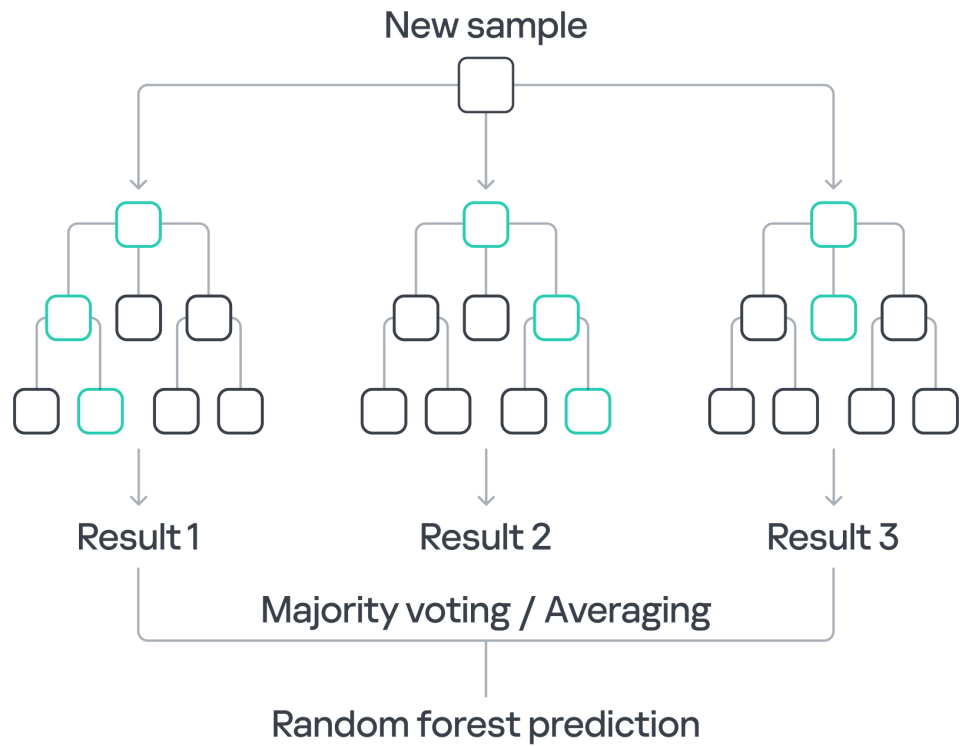 New sample
Result 1
Result 2
Result 3
Majority voting / Averaging
Random forest prediction